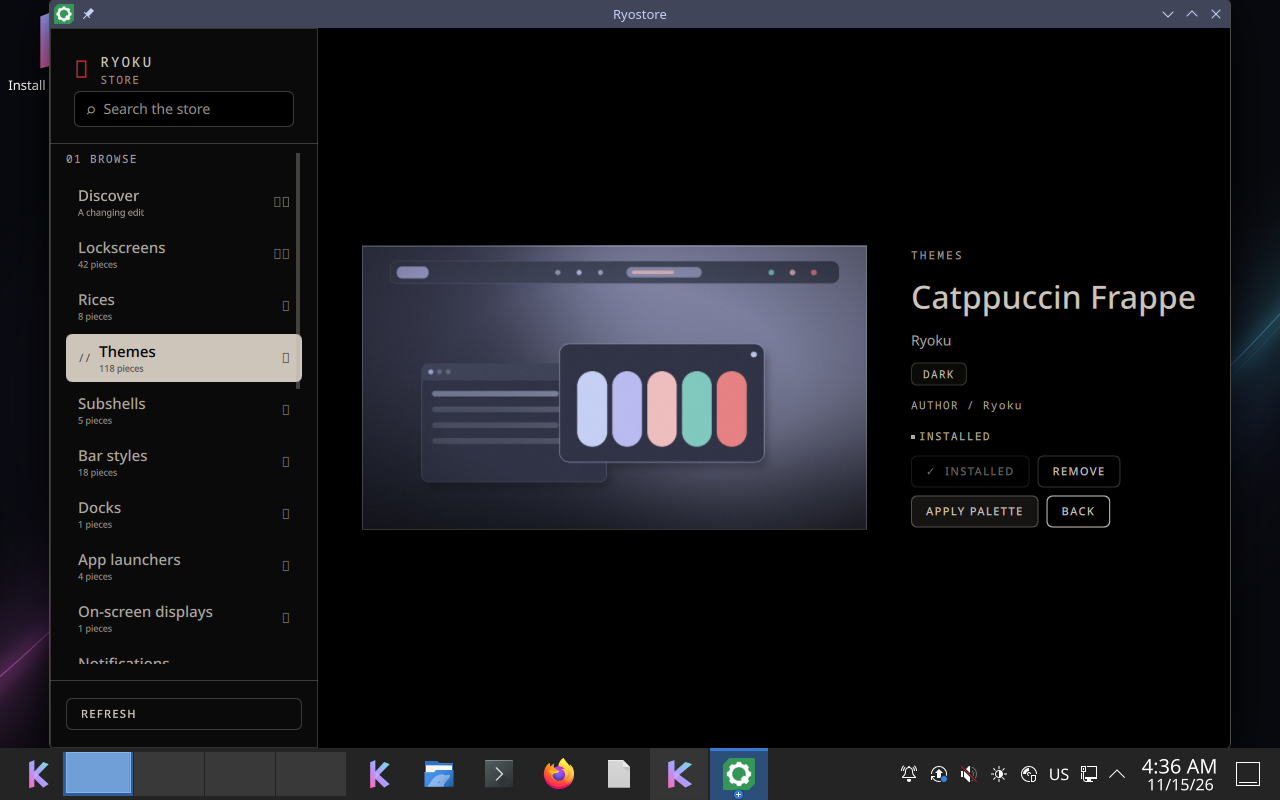 Ryostore
Install
RYOKU
STORE
Search the store
01 BROWSE
Discover
A changing edit
Lockscreens
42 pieces
Rices
8 pieces
// Themes
118 pieces
Subshells
5 pieces
Bar styles
18 pieces
Docks
1 pieces
App launchers
4 pieces
On-screen displays
1 pieces
Notifications
REFRESH
THEMES
Catppuccin Frappe
Ryoku
DARK
AUTHOR / Ryoku
INSTALLED
✓ INSTALLED
REMOVE
APPLY PALETTE
BACK
US
4:36 AM
11/15/26